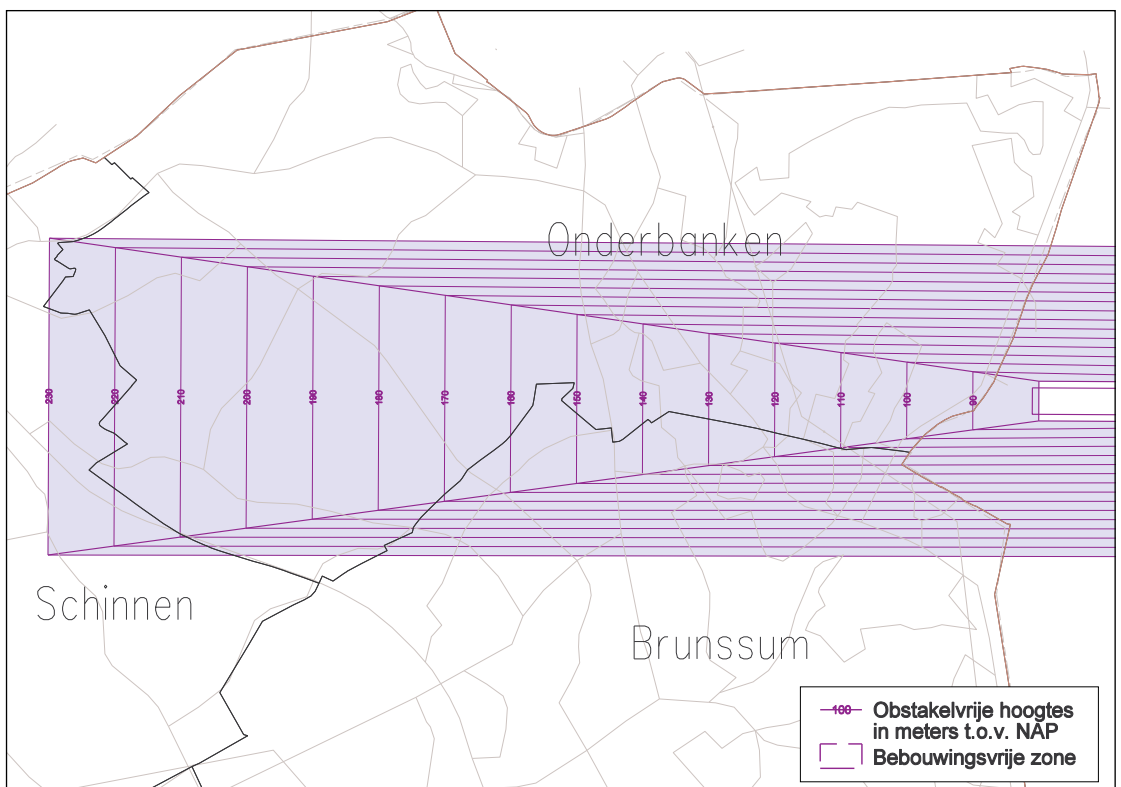 Onderbanken
230
220
210
200
190
180
170
160
150
140
130
120
110
100
90
Schinnen
Brunssum
100 Obstakelvrije hoogtes
in meters t.o.v. NAP
Bebouwingsvrije zone